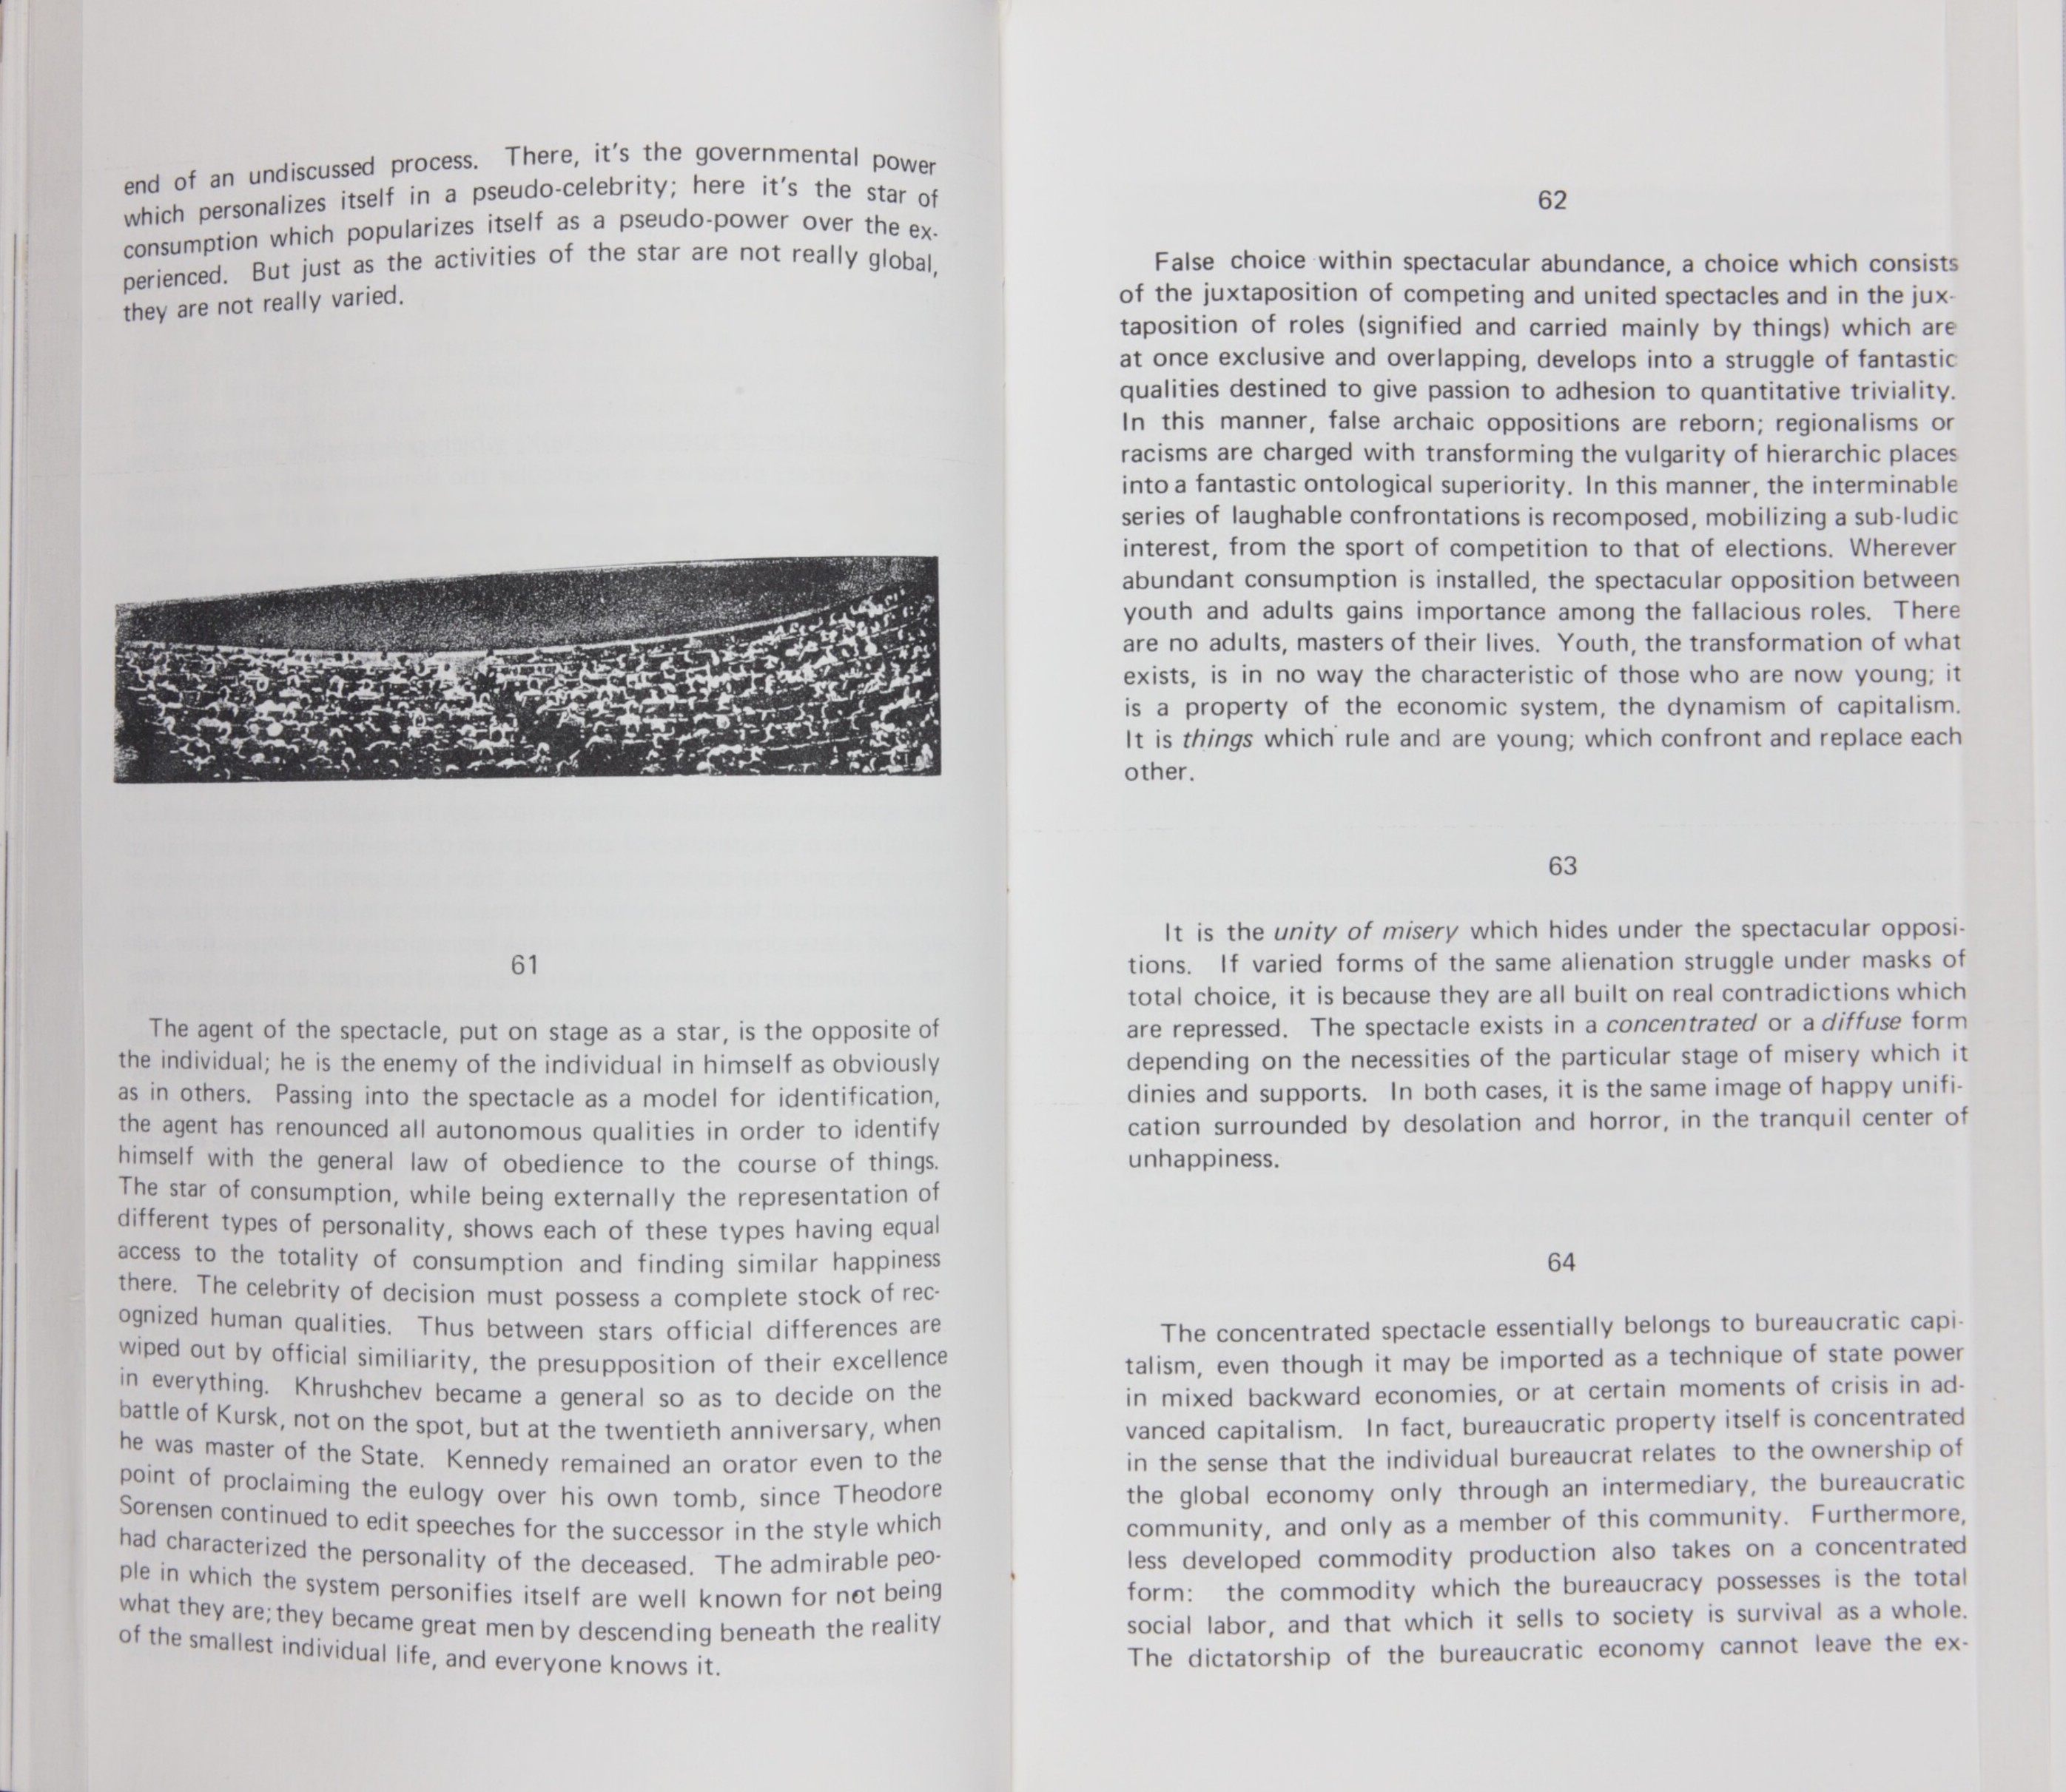 end of an undiscussed process. There, it's the governmental power
which personalizes itself in a pseudo-celebrity; here it's the star of
consumption which popularizes itself as a pseudo-power over the ex-
perienced. But just as the activities of the star are not really global,
they are not really varied.
61
The agent of the spectacle, put on stage as a star, is the opposite of
the individual; he is the enemy of the individual in himself as obviously
as in others. Passing into the spectacle as a model for identification,
the agent has renounced all autonomous qualities in order to identify
himself with the general law of obedience to the course of things.
The star of consumption, while being externally the representation of
different types of personality, shows each of these types having equal
access to the totality of consumption and finding similar happiness
there. The celebrity of decision must possess a complete stock of rec-
ognized human qualities. Thus between stars official differences are
wiped out by official similiarity, the presupposition of their excellence
in everything. Khrushchev became a general so as to decide on the
battle of Kursk, not on the spot, but at the twentieth anniversary, when
he was master of the State. Kennedy remained an orator even to the
point of proclaiming the eulogy over his own tomb, since Theodore
Sorensen continued to edit speeches for the successor in the style which
had characterized the personality of the deceased. The admirable peo-
ple in which the system personifies itself are well known for not being
what they are; they became great men by descending beneath the reality
of the smallest individual life, and everyone knows it.
62
False choice within spectacular abundance, a choice which consists
of the juxtaposition of competing and united spectacles and in the jux-
taposition of roles (signified and carried mainly by things) which are
at once exclusive and overlapping, develops into a struggle of fantastic
qualities destined to give passion to adhesion to quantitative triviality.
In this manner, false archaic oppositions are reborn; regionalisms or
racisms are charged with transforming the vulgarity of hierarchic places
into a fantastic ontological superiority. In this manner, the interminable
series of laughable confrontations is recomposed, mobilizing a sub-ludic
interest, from the sport of competition to that of elections. Wherever
abundant consumption is installed, the spectacular opposition between
youth and adults gains importance among the fallacious roles. There
are no adults, masters of their lives. Youth, the transformation of what
exists, is in no way the characteristic of those who are now young; it
is a property of the economic system, the dynamism of capitalism.
It is things which rule and are young; which confront and replace each
other.
63
It is the unity of misery which hides under the spectacular opposi-
tions. If varied forms of the same alienation struggle under masks of
total choice, it is because they are all built on real contradictions which
are repressed. The spectacle exists in a concentrated or a diffuse form
depending on the necessities of the particular stage of misery which it
dinies and supports. In both cases, it is the same image of happy unifi-
cation surrounded by desolation and horror, in the tranquil center of
unhappiness.
64
The concentrated spectacle essentially belongs to bureaucratic capi-
talism, even though it may be imported as a technique of state power
in mixed backward economies, or at certain moments of crisis in ad-
vanced capitalism. In fact, bureaucratic property itself is concentrated
in the sense that the individual bureaucrat relates to the ownership of
the global economy only through an intermediary, the bureaucratic
community, and only as a member of this community. Furthermore,
less developed commodity production also takes on a concentrated
form: the commodity which the bureaucracy possesses is the total
social labor, and that which it sells to society is survival as a whole.
The dictatorship of the bureaucratic economy cannot leave the ex-